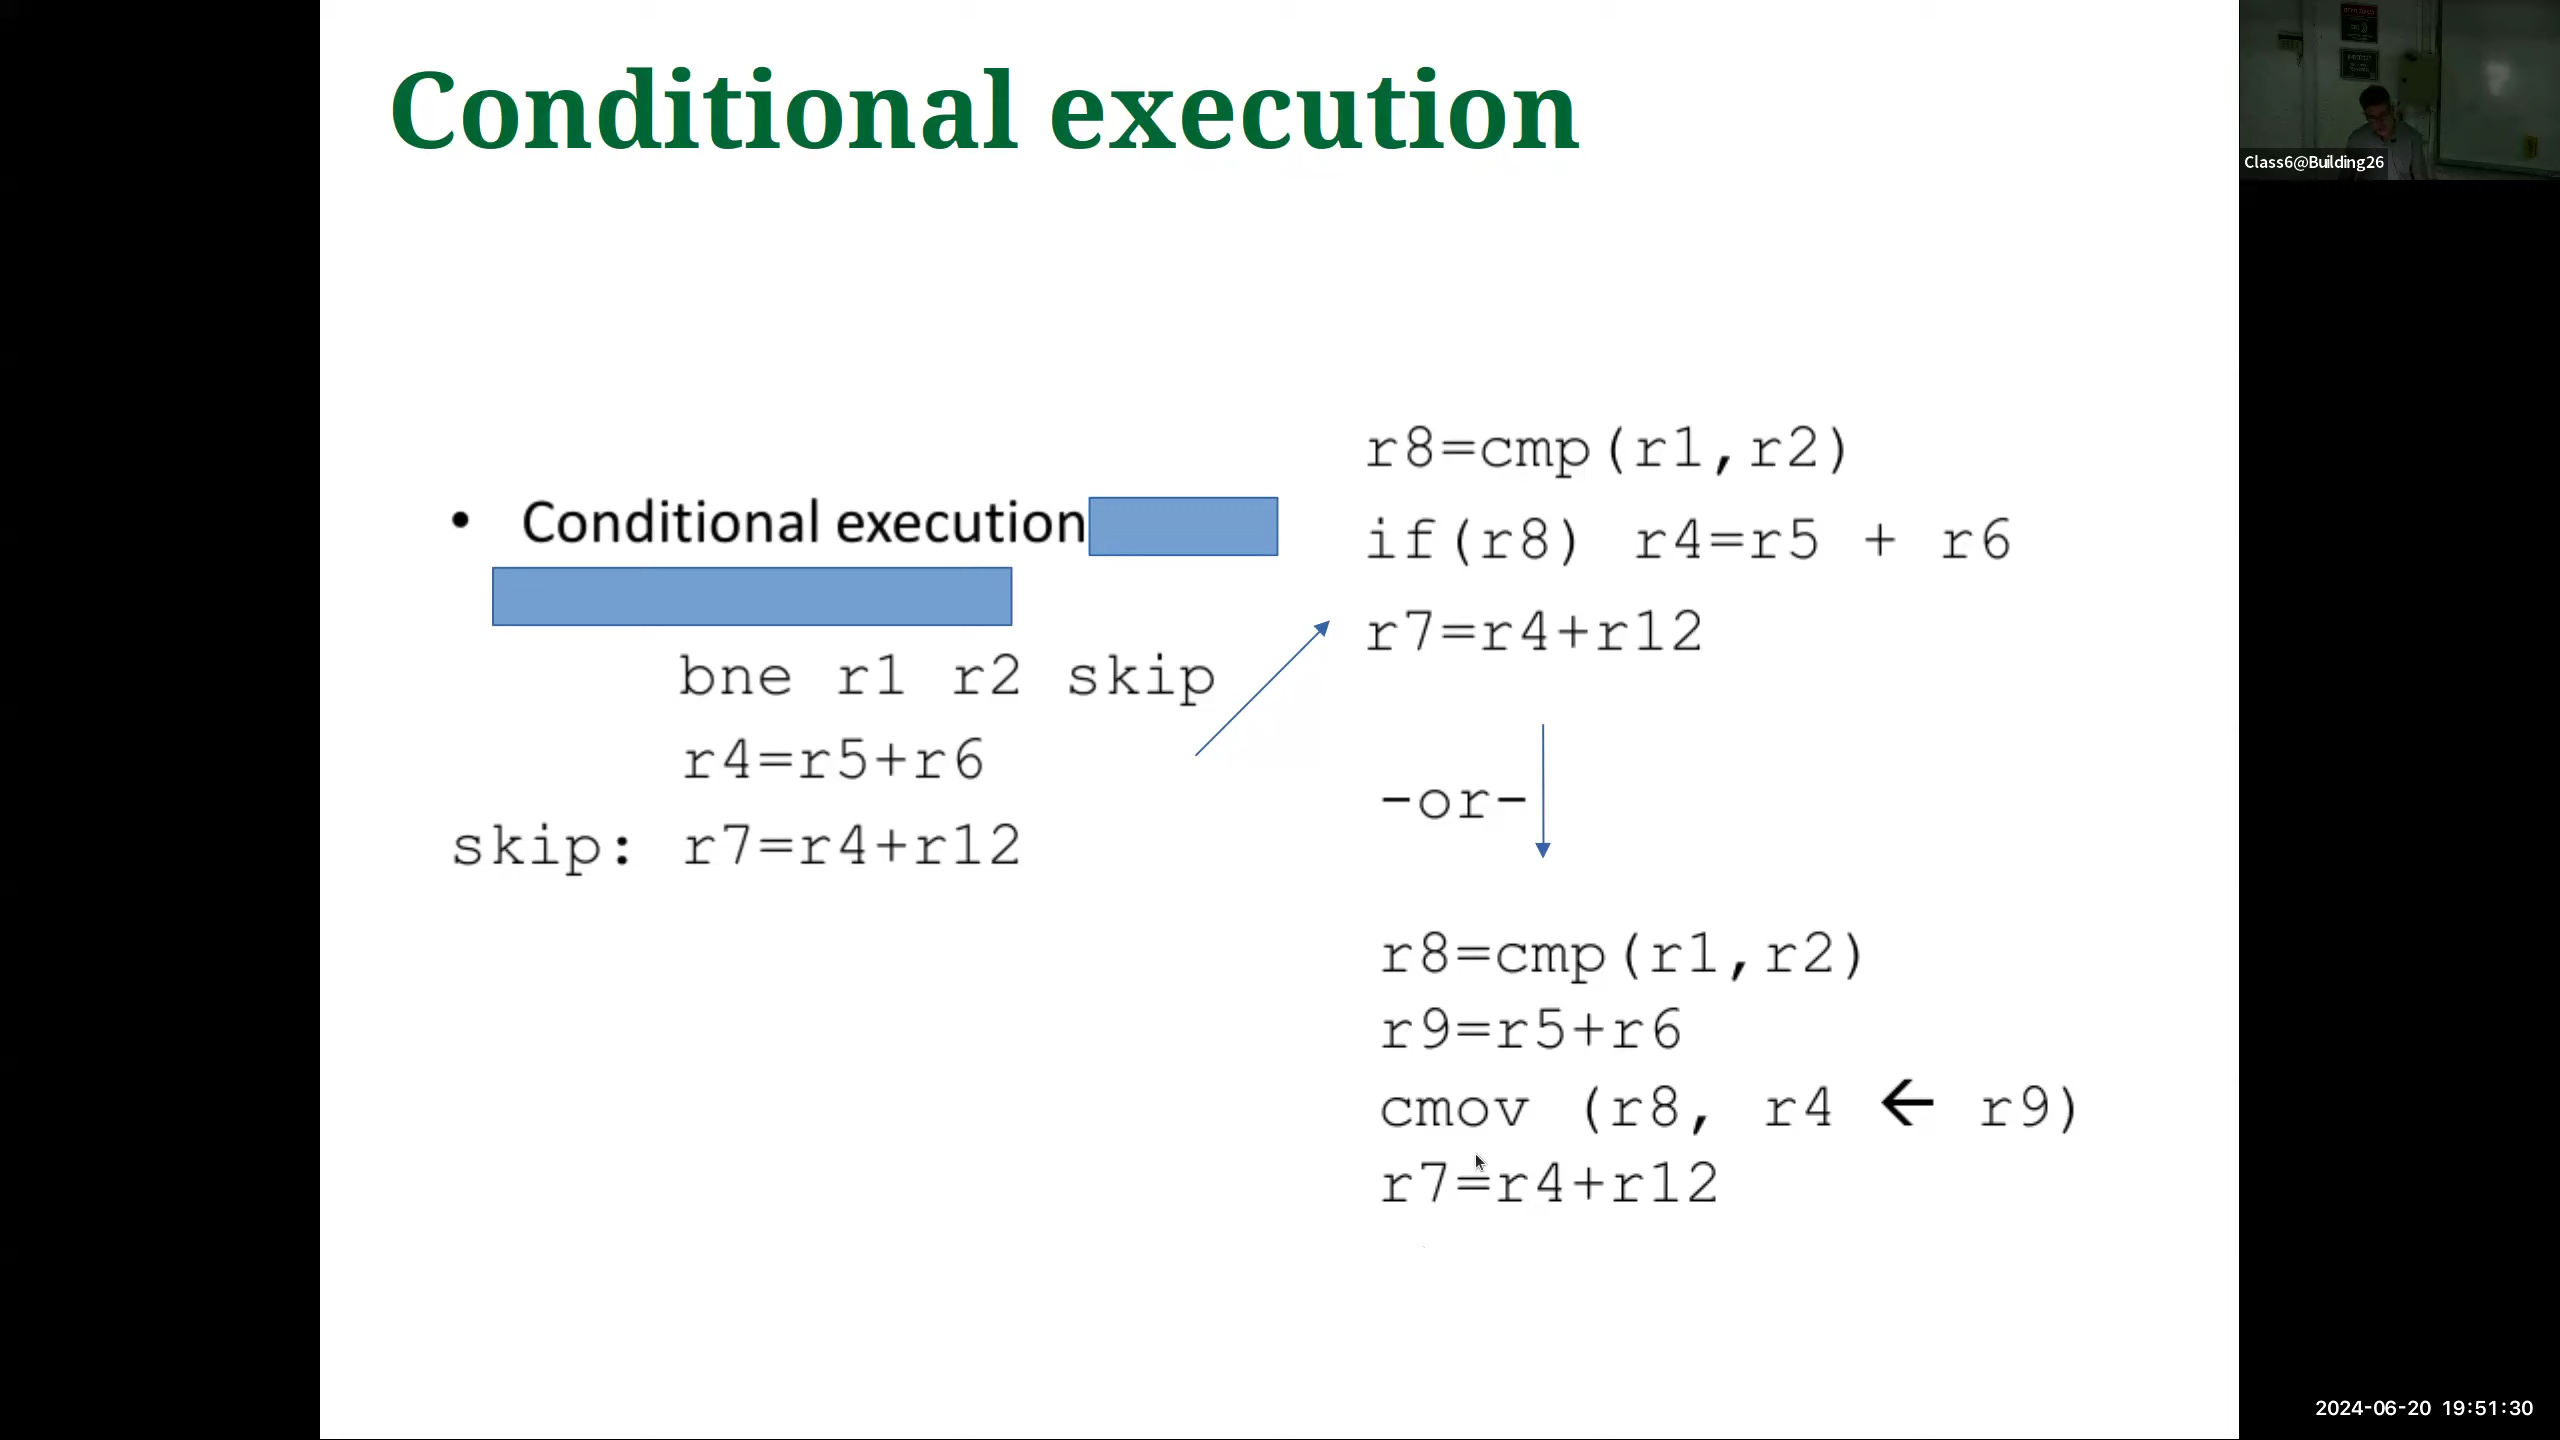 Conditional execution
• Conditional execution
bne r1 r2 skip
r4=r5+r6
skip: r7=r4+r12
r8=cmp(r1,r2)
if(r8) r4=r5 + r6
r7=r4+r12
-or-
r8=cmp(r1,r2)
r9=r5+r6
cmov (r8, r4 ← r9)
r7=r4+r12
Class6@Building26
2024-06-20 19:51:30